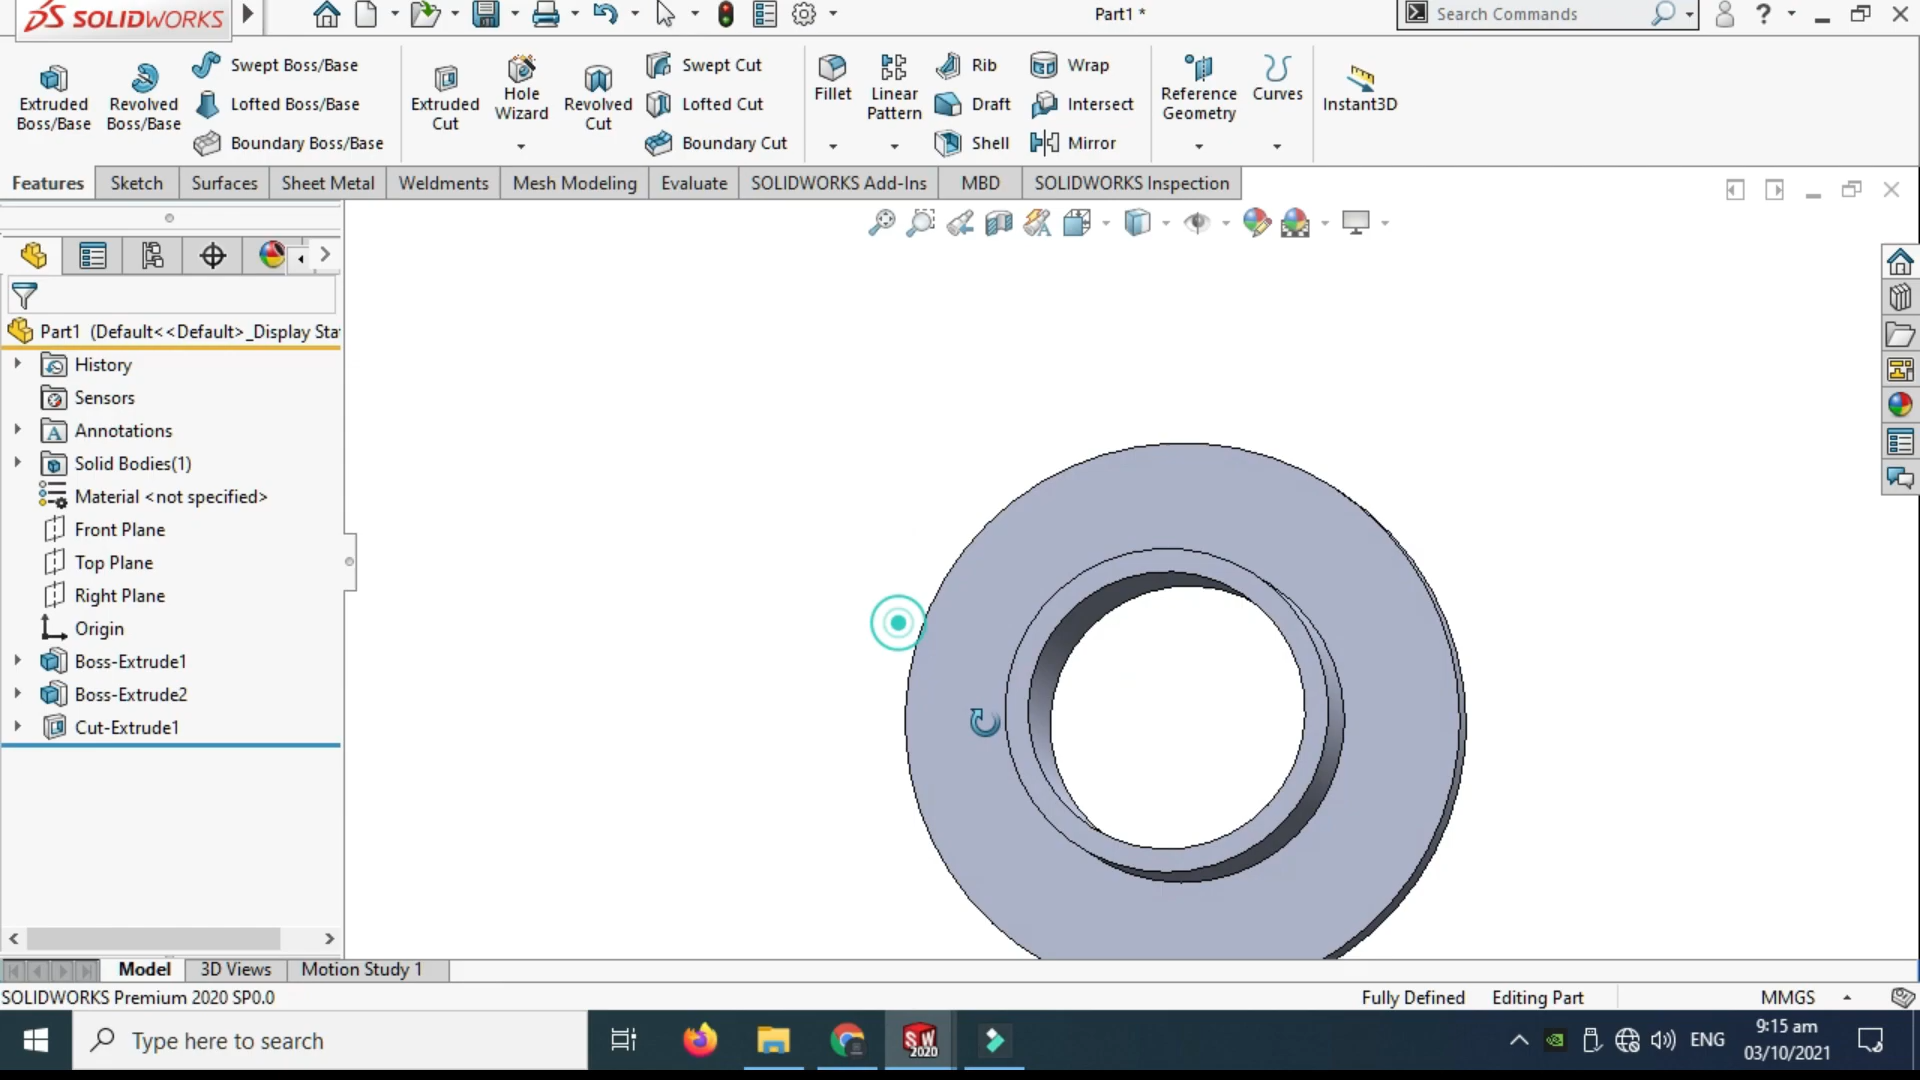 SOLIDWORKS
Part1 *
Search Commands
Extruded Boss/Base
Revolved Boss/Base
Swept Boss/Base
Lofted Boss/Base
Boundary Boss/Base
Extruded Cut
Hole Wizard
Revolved Cut
Swept Cut
Lofted Cut
Boundary Cut
Fillet
Linear Pattern
Rib
Draft
Shell
Wrap
Intersect
Mirror
Reference Geometry
Curves
Instant3D
Features
Sketch
Surfaces
Sheet Metal
Weldments
Mesh Modeling
Evaluate
SOLIDWORKS Add-Ins
MBD
SOLIDWORKS Inspection
Part1 (Default<<Default>_Display Sta
History
Sensors
Annotations
Solid Bodies(1)
Material <not specified>
Front Plane
Top Plane
Right Plane
Origin
Boss-Extrude1
Boss-Extrude2
Cut-Extrude1
Model
3D Views
Motion Study 1
SOLIDWORKS Premium 2020 SP0.0
Fully Defined
Editing Part
MMGS
Type here to search
SW
2020
ENG
9:15 am
03/10/2021